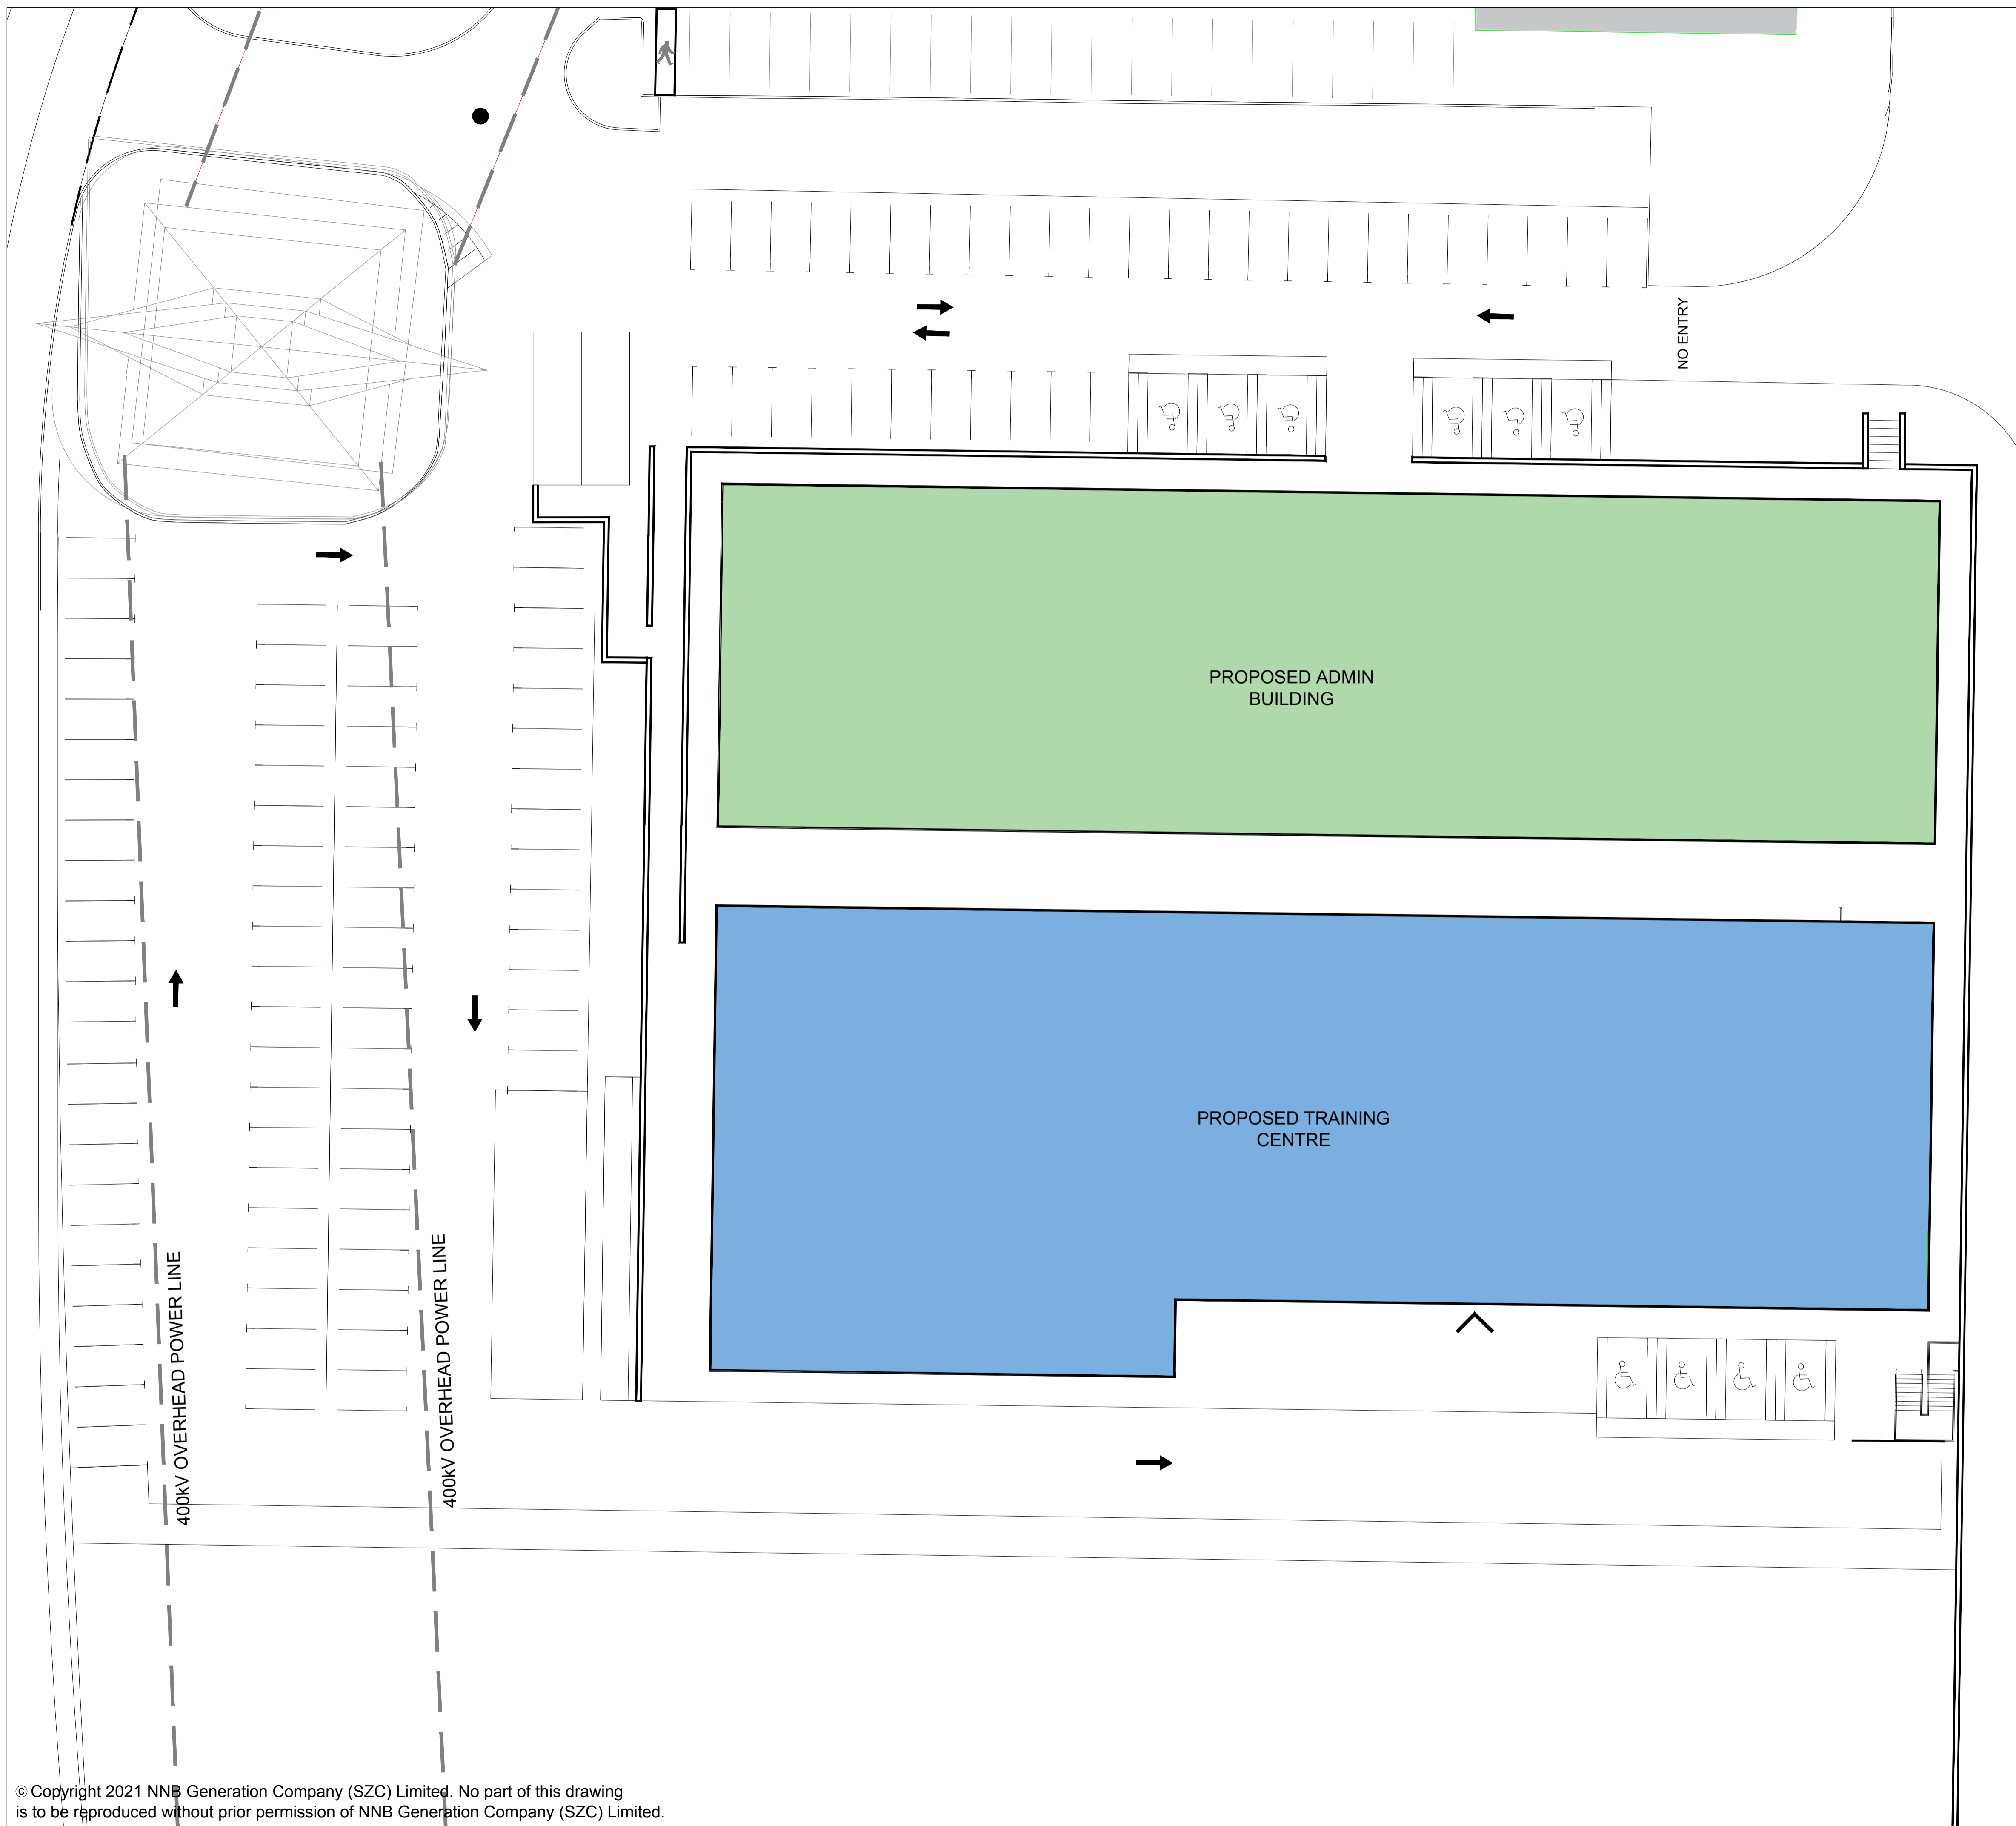 NO ENTRY
PROPOSED ADMIN
BUILDING
PROPOSED TRAINING
CENTRE
400kV OVERHEAD POWER LINE
400kV OVERHEAD POWER LINE
© Copyright 2021 NNB Generation Company (SZC) Limited. No part of this drawing
is to be reproduced without prior permission of NNB Generation Company (SZC) Limited.